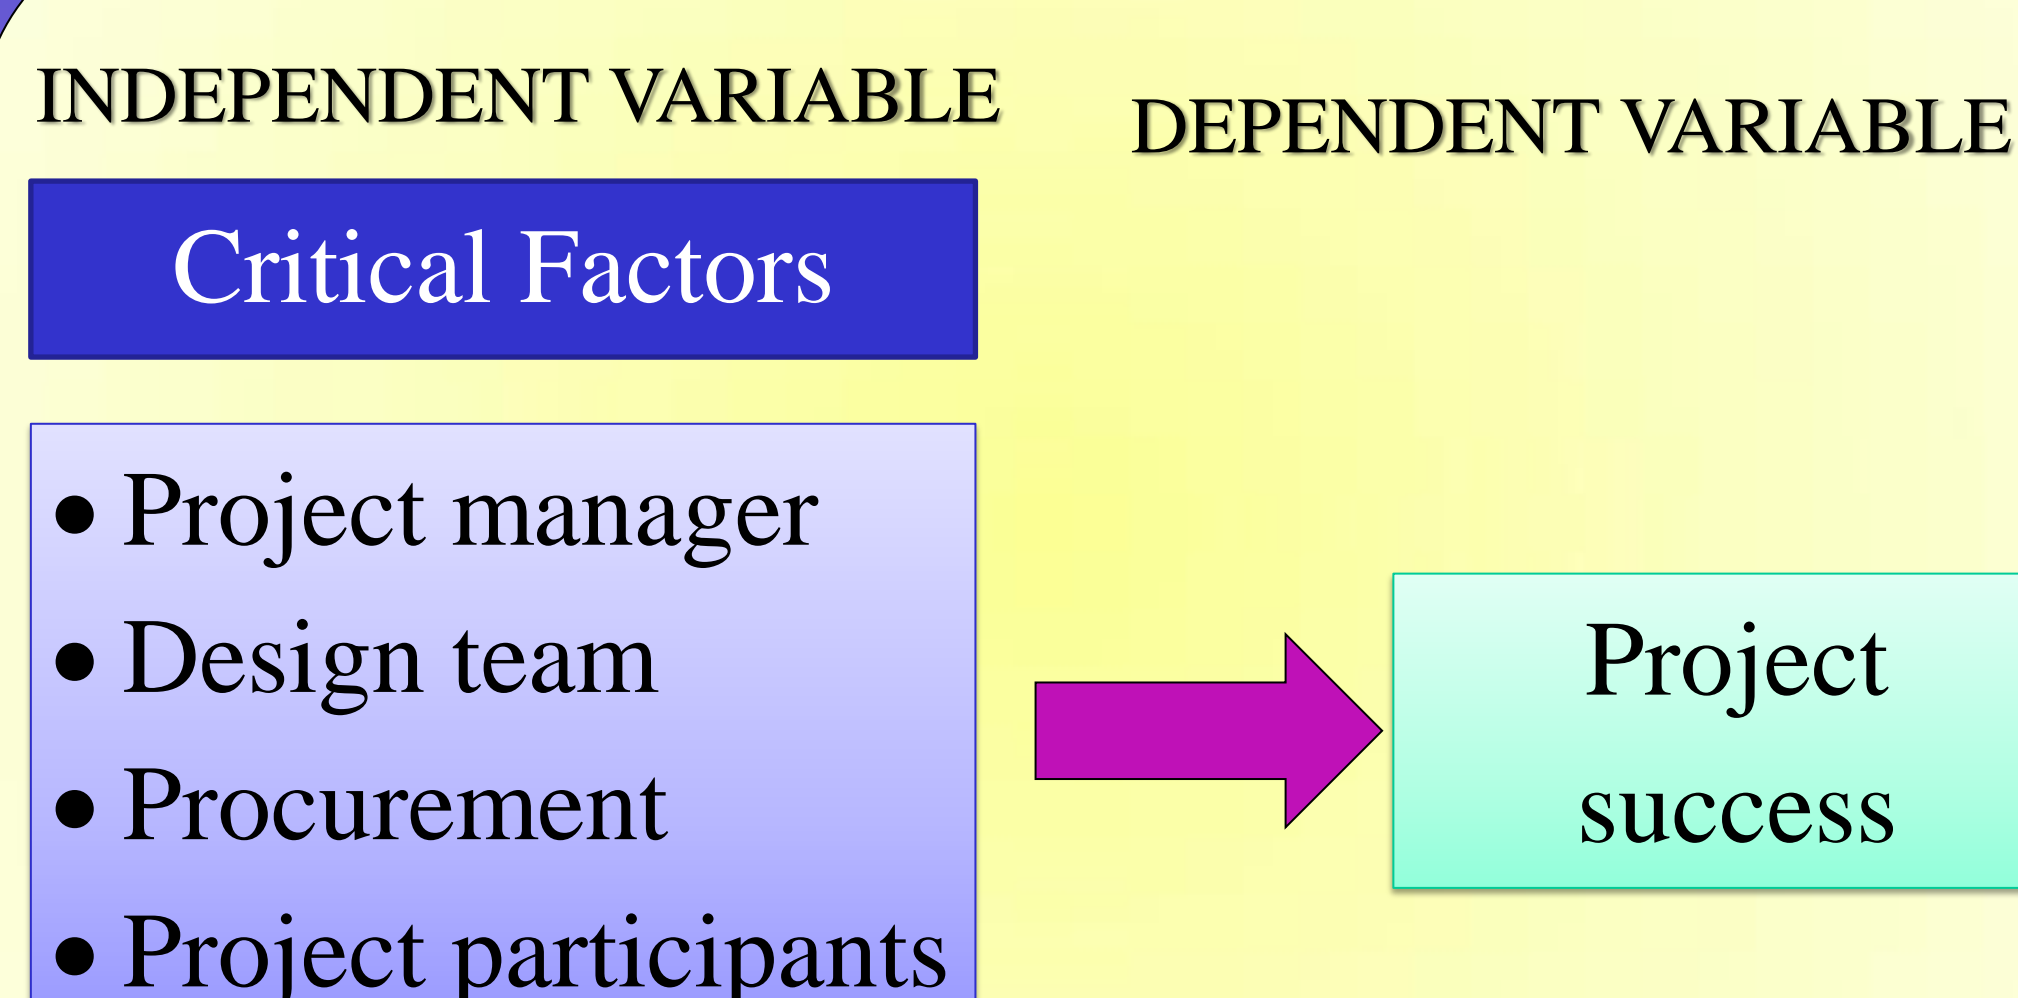 INDEPENDENT VARIABLE
DEPENDENT VARIABLE
Critical Factors
• Project manager
• Design team
• Procurement
• Project participants
Project
success